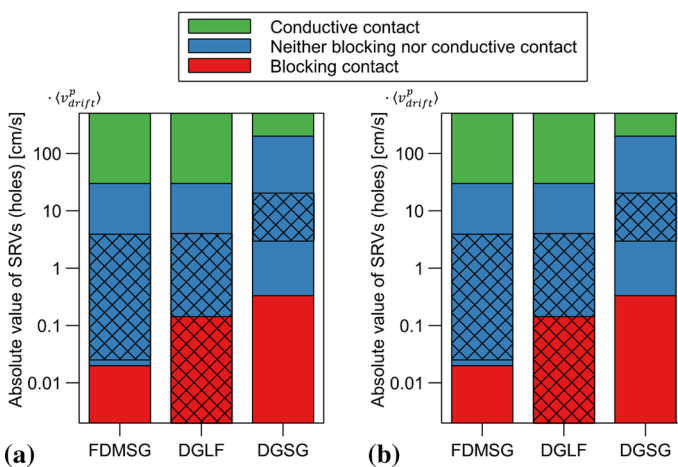 Conductive contact
Neither blocking nor conductive contact
Blocking contact
· ⟨v^p_drift⟩
Absolute value of SRVs (holes) [cm/s]
100
10
1
0.1
0.01
FDMSG
DGLF
DGSG
(a)
· ⟨v^p_drift⟩
Absolute value of SRVs (holes) [cm/s]
100
10
1
0.1
0.01
FDMSG
DGLF
DGSG
(b)